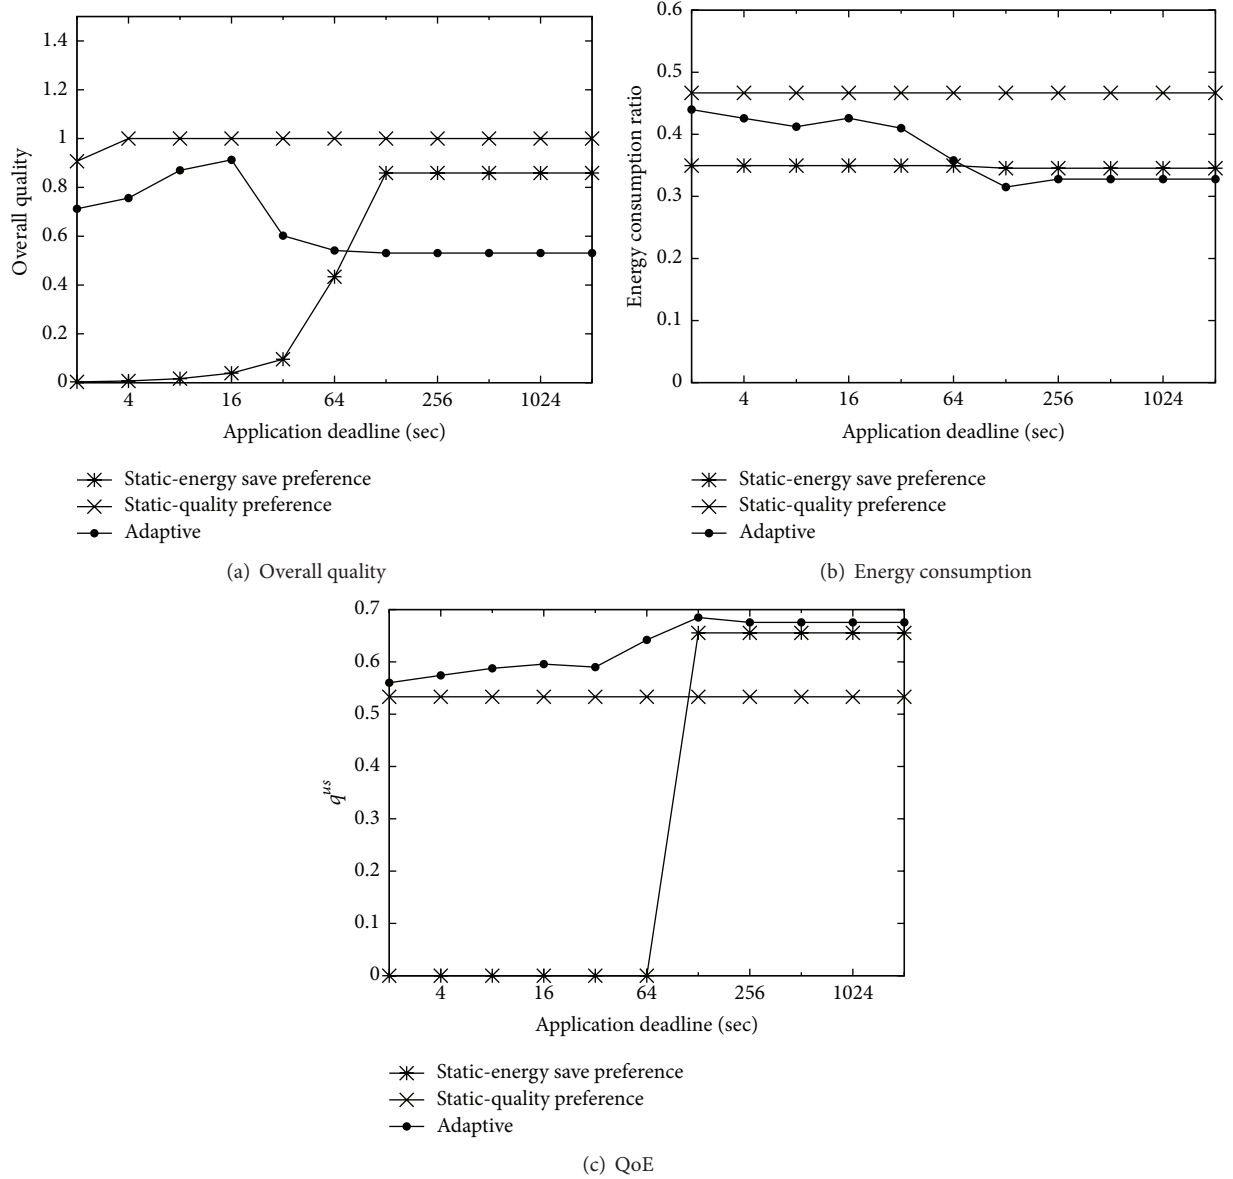 1.4
1.2
1
0.8
0.6
0.4
0.2
0
Overall quality
4 16 64 256 1024
Application deadline (sec)
Static-energy save preference
Static-quality preference
Adaptive
(a) Overall quality
0.6
0.5
0.4
0.3
0.2
0.1
0
Energy consumption ratio
4 16 64 256 1024
Application deadline (sec)
Static-energy save preference
Static-quality preference
Adaptive
(b) Energy consumption
0.7
0.6
0.5
0.4
0.3
0.2
0.1
0
q^{us}
4 16 64 256 1024
Application deadline (sec)
Static-energy save preference
Static-quality preference
Adaptive
(c) QoE